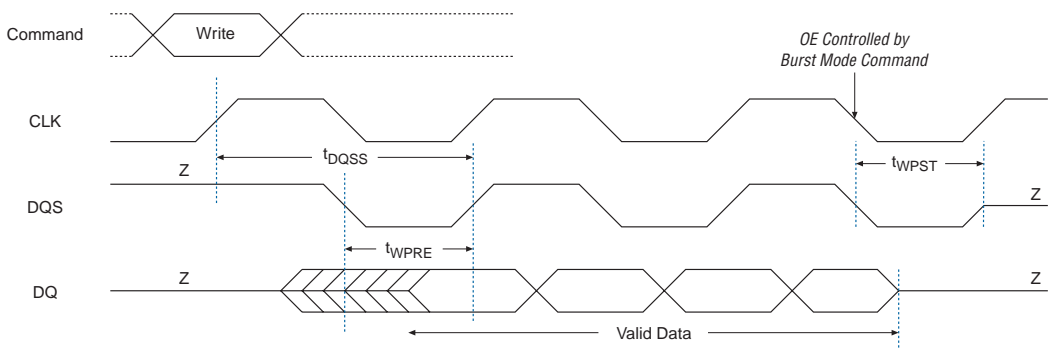 Command
Write
OE Controlled by
Burst Mode Command
CLK
tDQSS
Z
tWPST
DQS
Z
tWPRE
Z
DQ
Z
Valid Data